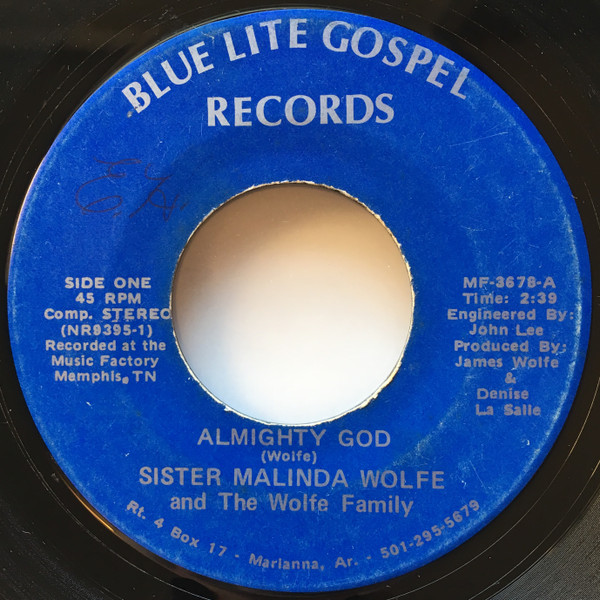 BLUE LITE GOSPEL
RECORDS
SIDE ONE
45 RPM
Comp. STEREO
(NR9395-1)
Recorded at the
Music Factory
Memphis, TN
MF-3678-A
Time: 2:39
Engineered By:
John Lee
Produced By:
James Wolfe
&
Denise
La Salle
ALMIGHTY GOD
(Wolfe)
SISTER MALINDA WOLFE
and The Wolfe Family
Rt. 4 Box 17 - Marianna, Ar. - 501-295-5679